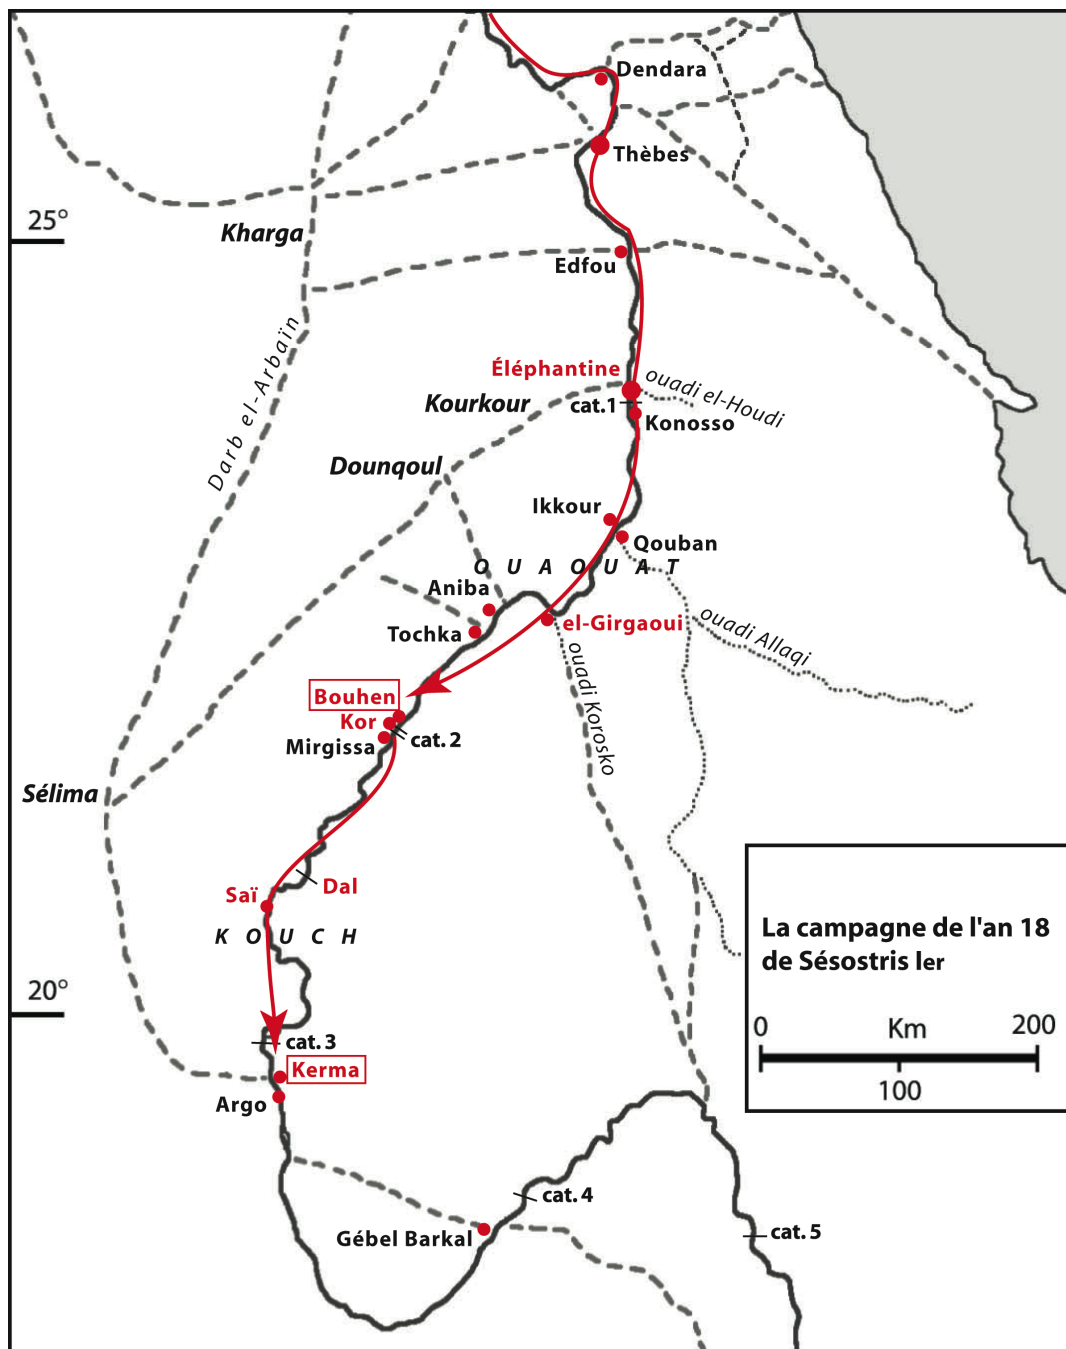 Dendara
Thèbes
25°
Kharga
Edfou
Darb el-Arbaïn
Éléphantine
ouadi el-Houdi
Kourkour
cat.1
Konosso
Dounqoul
Ikkour
Qouban
OUAOUAT
Aniba
el-Girgaoui
ouadi Allaqi
Tochka
ouadi Korosko
Bouhen
Kor
cat. 2
Mirgissa
Sélima
Dal
Saï
KOUCH
La campagne de l'an 18
de Sésostris Ier
20°
0 Km 200
100
cat. 3
Kerma
Argo
cat. 4
Gébel Barkal
cat. 5